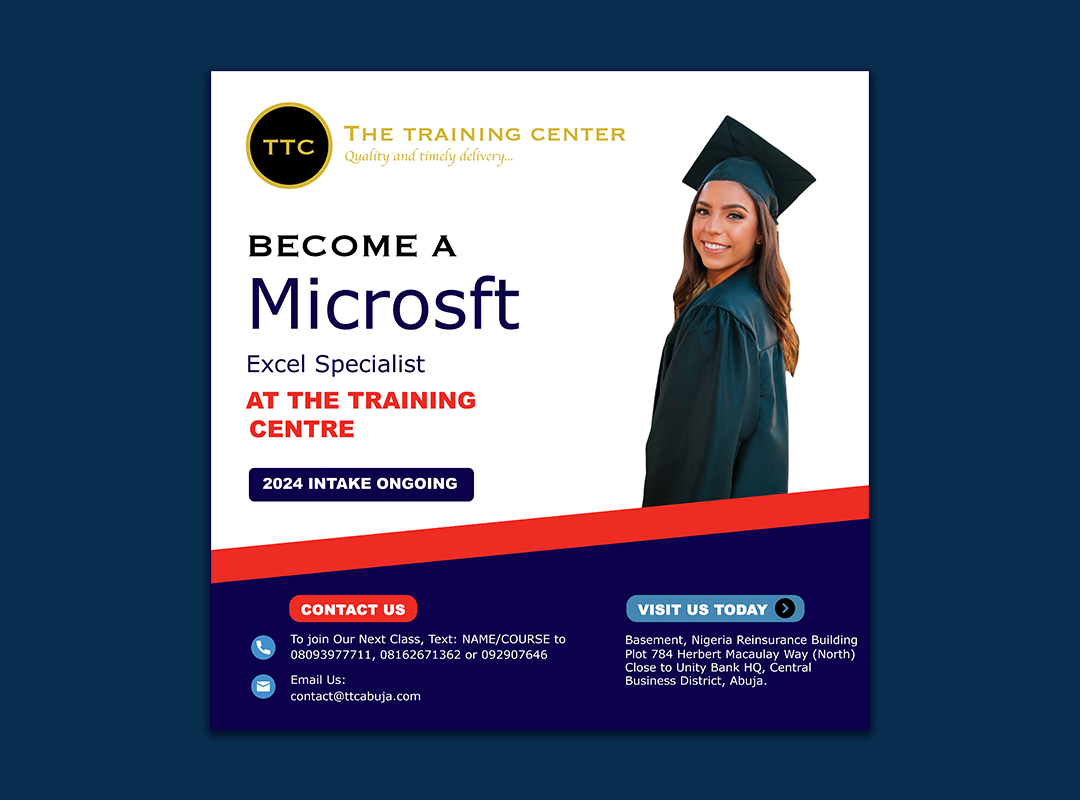 TTC
THE TRAINING CENTER
Quality and timely delivery...
BECOME A
Microsft
Excel Specialist
AT THE TRAINING
CENTRE
2024 INTAKE ONGOING
CONTACT US
To join Our Next Class, Text: NAME/COURSE to
08093977711, 08162671362 or 092907646
Email Us:
contact@ttcabuja.com
VISIT US TODAY
Basement, Nigeria Reinsurance Building
Plot 784 Herbert Macaulay Way (North)
Close to Unity Bank HQ, Central
Business District, Abuja.